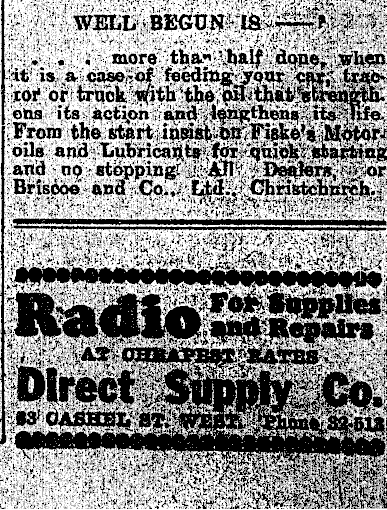 WELL BEGUN IS —— ?
. . . more than half done, when
it is a case of feeding your car, trac
tor or truck with the oil that strength
ens its action and lengthens its life.
From the start insist on Fiske's Motor
oils and Lubricants for quick starting
and no stopping. All Dealers, or
Briscoe and Co., Ltd., Christchurch.
Radio For Supplies
and Repairs
AT CHEAPEST RATES
Direct Supply Co.
83 CASHEL ST. WEST. Phone 32-512